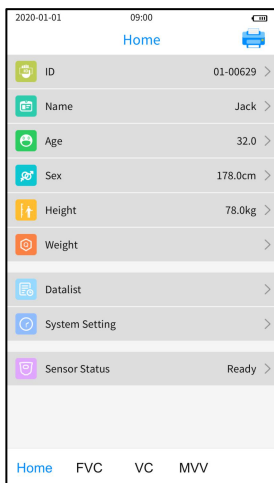 2020-01-01 09:00
Home
ID 01-00629
Name Jack
Age 32.0
Sex 178.0cm
Height 78.0kg
Weight
Datalist
System Setting
Sensor Status Ready
Home FVC VC MVV